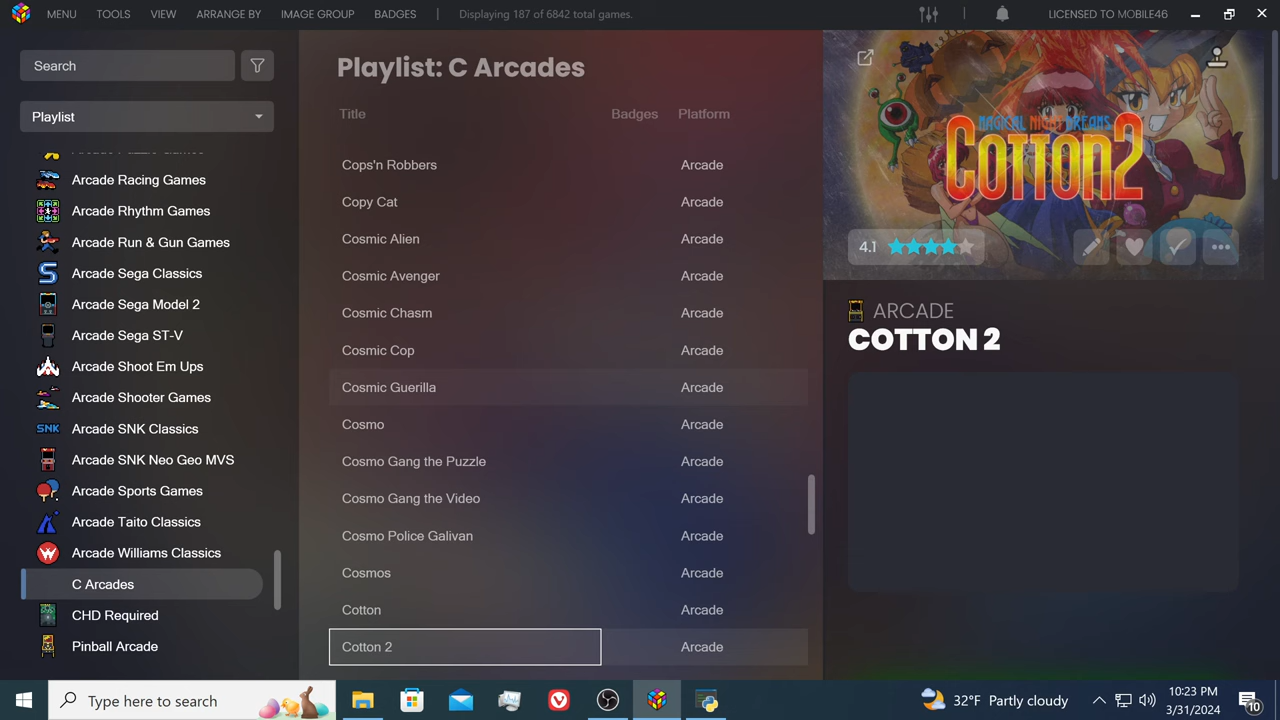 MENU TOOLS VIEW ARRANGE BY IMAGE GROUP BADGES Displaying 187 of 6842 total games. LICENSED TO MOBILE46
Search
Playlist
Arcade Racing Games
Arcade Rhythm Games
Arcade Run & Gun Games
Arcade Sega Classics
Arcade Sega Model 2
Arcade Sega ST-V
Arcade Shoot Em Ups
Arcade Shooter Games
SNK Arcade SNK Classics
Arcade SNK Neo Geo MVS
Arcade Sports Games
Arcade Taito Classics
Arcade Williams Classics
C Arcades
CHD Required
Pinball Arcade
Playlist: C Arcades
Title Badges Platform
Cops'n Robbers Arcade
Copy Cat Arcade
Cosmic Alien Arcade
Cosmic Avenger Arcade
Cosmic Chasm Arcade
Cosmic Cop Arcade
Cosmic Guerilla Arcade
Cosmo Arcade
Cosmo Gang the Puzzle Arcade
Cosmo Gang the Video Arcade
Cosmo Police Galivan Arcade
Cosmos Arcade
Cotton Arcade
Cotton 2 Arcade
MAGICAL NIGHT DREAMS
COTTON2
4.1
ARCADE
COTTON 2
Type here to search
32°F Partly cloudy
10:23 PM
3/31/2024
10